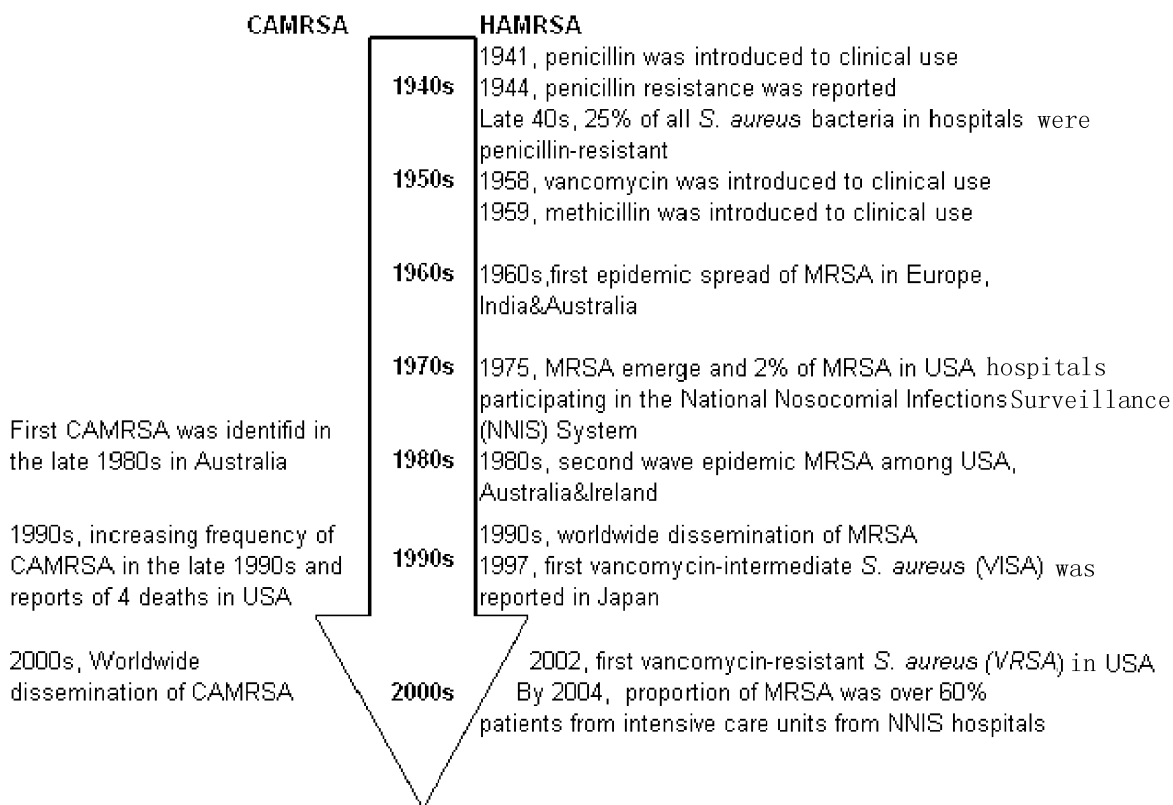 CAMRSA HAMRSA
1941, penicillin was introduced to clinical use
1940s
1944, penicillin resistance was reported
Late 40s, 25% of all S. aureus bacteria in hospitals were
penicillin-resistant
1950s
1958, vancomycin was introduced to clinical use
1959, methicillin was introduced to clinical use
1960s
1960s,first epidemic spread of MRSA in Europe,
India&Australia
1970s
1975, MRSA emerge and 2% of MRSA in USA hospitals
participating in the National Nosocomial Infections Surveillance
(NNIS) System
First CAMRSA was identifid in
the late 1980s in Australia
1980s
1980s, second wave epidemic MRSA among USA,
Australia&Ireland
1990s, increasing frequency of
CAMRSA in the late 1990s and
reports of 4 deaths in USA
1990s
1990s, worldwide dissemination of MRSA
1997, first vancomycin-intermediate S. aureus (VISA) was
reported in Japan
2000s, Worldwide
dissemination of CAMRSA
2000s
2002, first vancomycin-resistant S. aureus (VRSA) in USA
By 2004, proportion of MRSA was over 60%
patients from intensive care units from NNIS hospitals